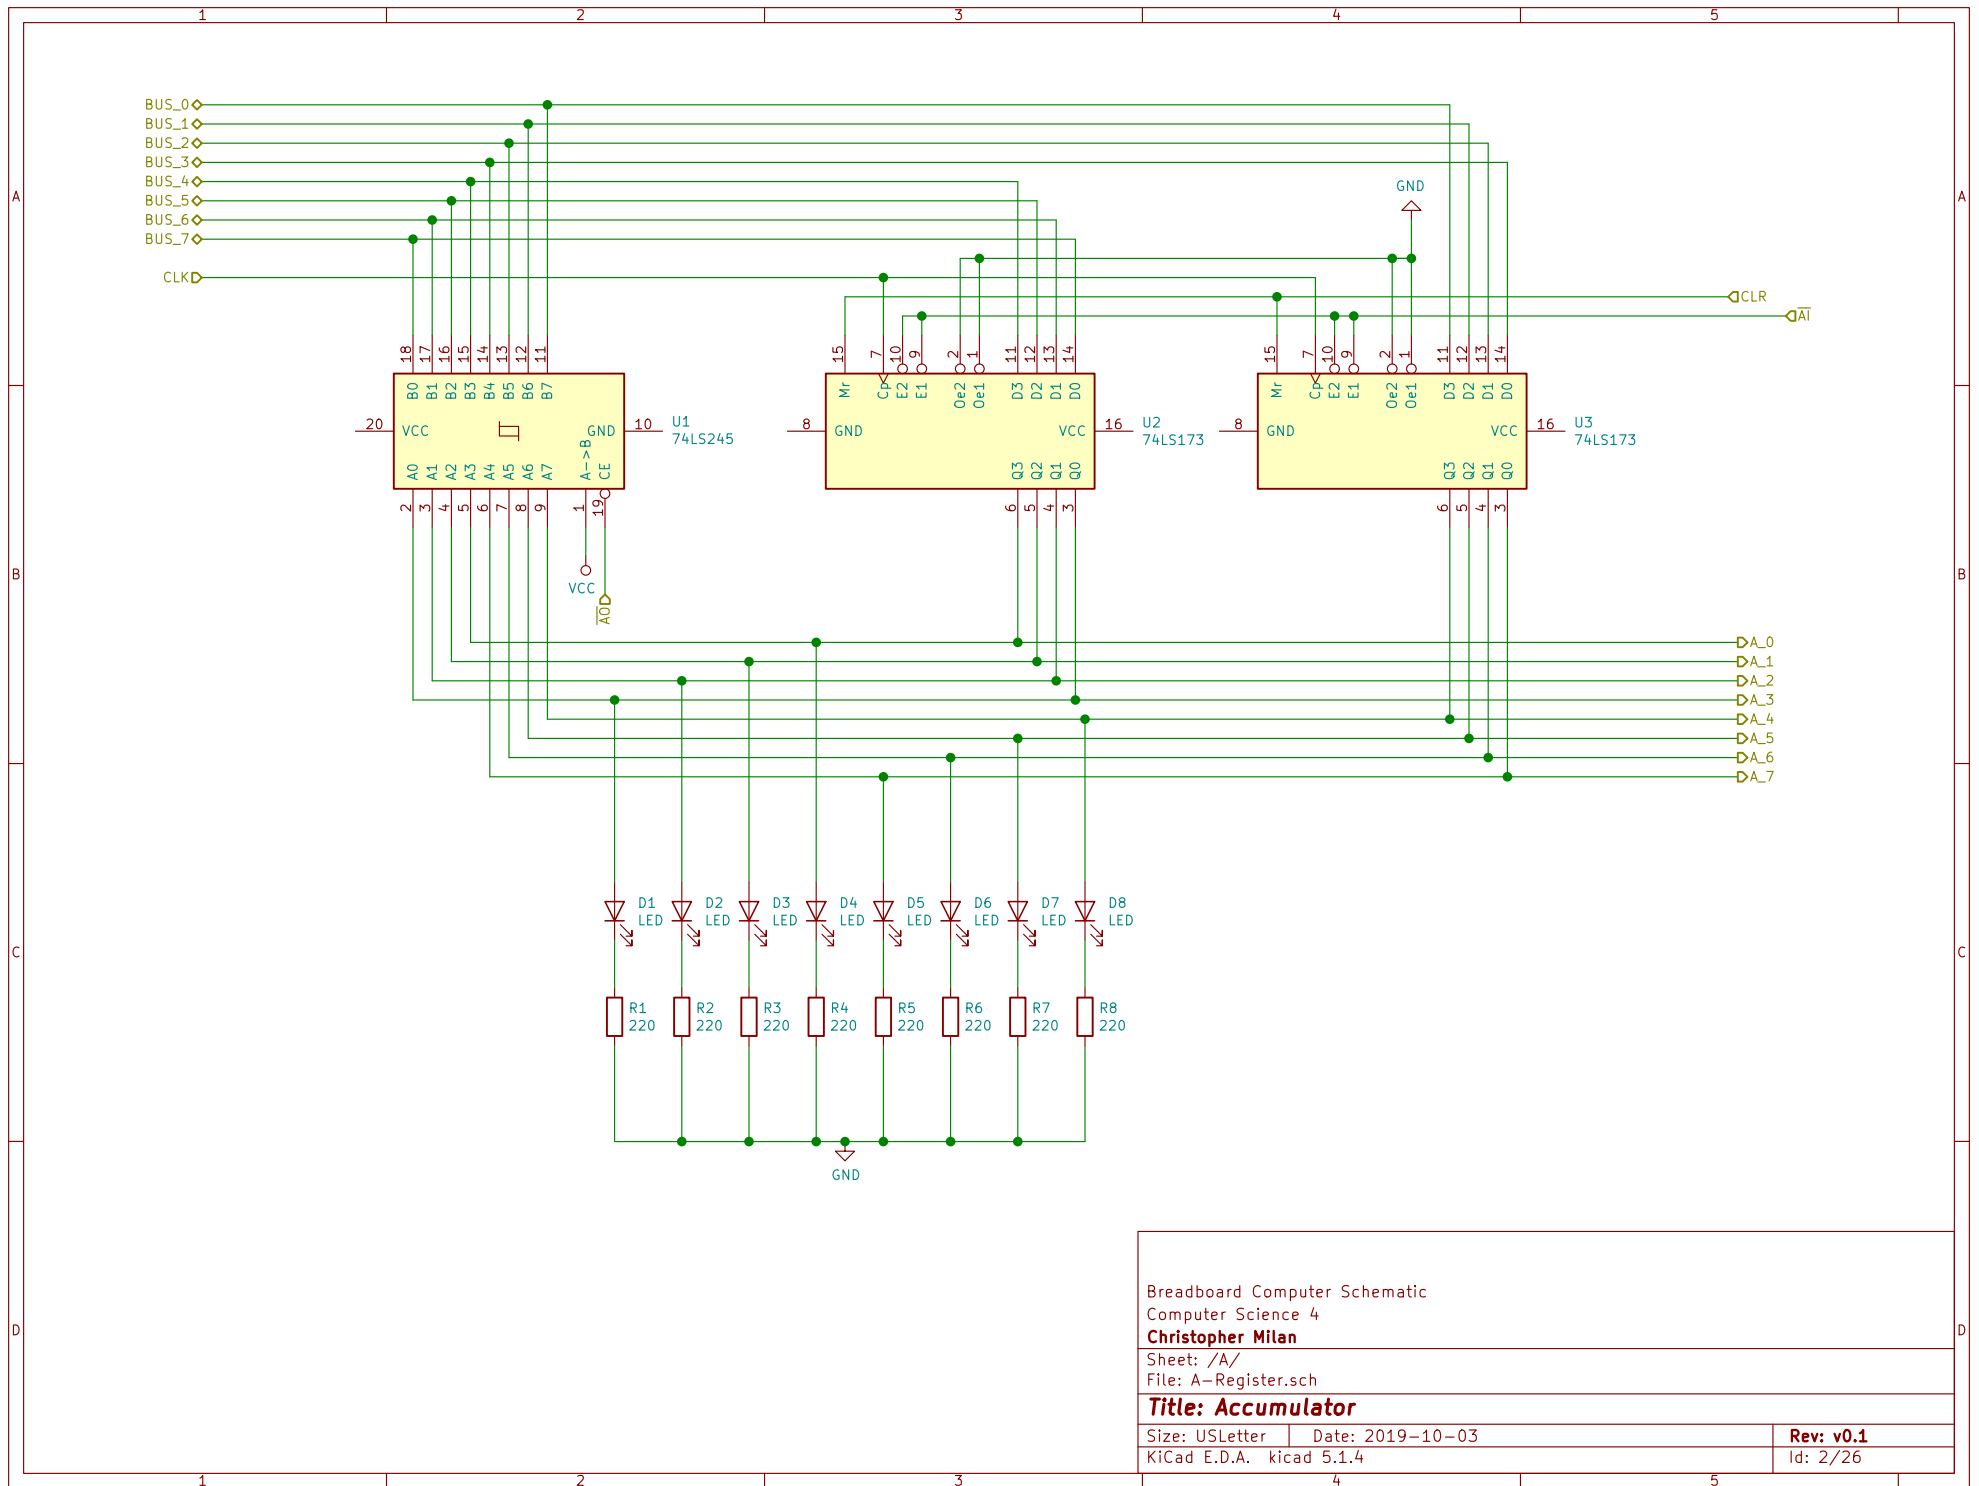 1 2 3 4 5
BUS_0
BUS_1
BUS_2
BUS_3
BUS_4
BUS_5
BUS_6
BUS_7
A A
GND
CLK
CLR
AI
18 17 16 15 14 13 12 11
15 7 10 9 2 1 11 12 13 14
15 7 10 9 2 1 11 12 13 14
B0 B1 B2 B3 B4 B5 B6 B7
Mr Cp E2 E1 Oe2 Oe1 D3 D2 D1 D0
Mr Cp E2 E1 Oe2 Oe1 D3 D2 D1 D0
20 VCC GND 10
U1
74LS245
8 GND VCC 16
U2
74LS173
8 GND VCC 16
U3
74LS173
A0 A1 A2 A3 A4 A5 A6 A7 A->B CE
Q3 Q2 Q1 Q0
Q3 Q2 Q1 Q0
2 3 4 5 6 7 8 9 1 19
6 5 4 3
6 5 4 3
B B
VCC
AO
A_0
A_1
A_2
A_3
A_4
A_5
A_6
A_7
D1 D2 D3 D4 D5 D6 D7 D8
LED LED LED LED LED LED LED LED
C C
R1 R2 R3 R4 R5 R6 R7 R8
220 220 220 220 220 220 220 220
GND
D D
Breadboard Computer Schematic
Computer Science 4
Christopher Milan
Sheet: /A/
File: A-Register.sch
Title: Accumulator
Size: USLetter Date: 2019-10-03 Rev: v0.1
KiCad E.D.A. kicad 5.1.4 Id: 2/26
1 2 3 4 5